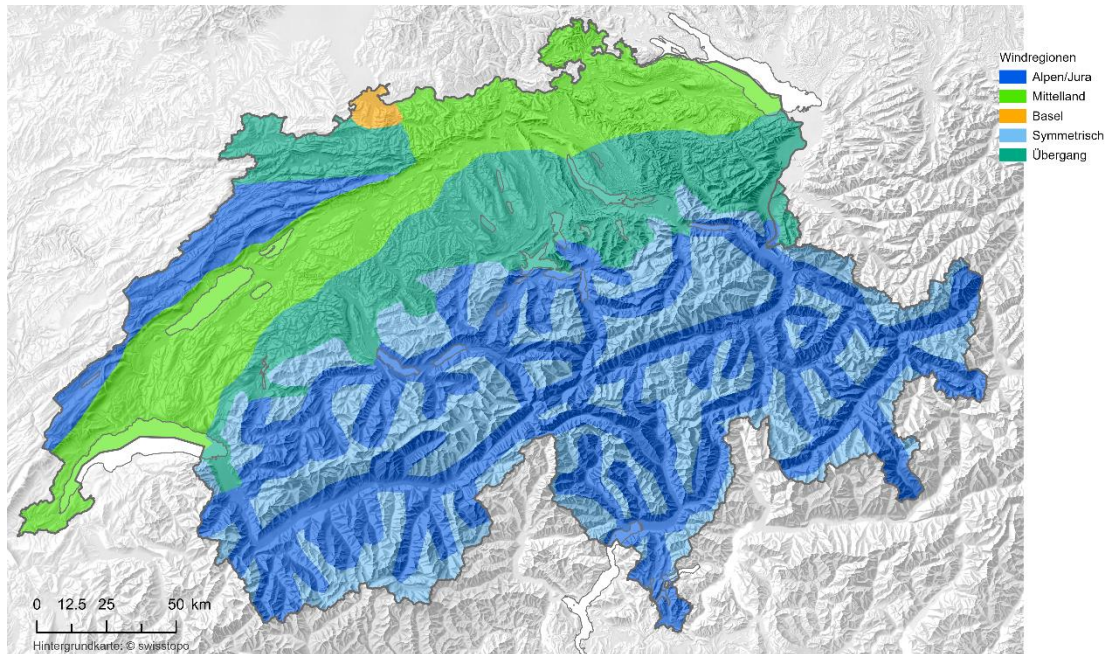 Windregionen
Alpen/Jura
Mittelland
Basel
Symmetrisch
Übergang
0 12.5 25 50 km
Hintergrundkarte: © swisstopo